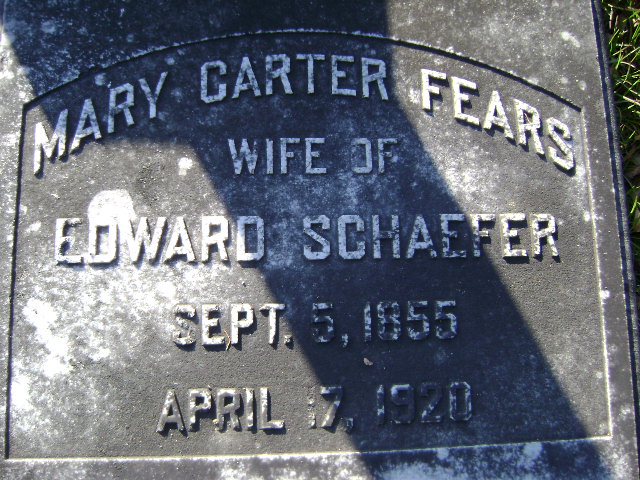 MARY CARTER FEARS
WIFE OF
EDWARD SCHAEFER
SEPT. 5, 1855
APRIL 17, 1920